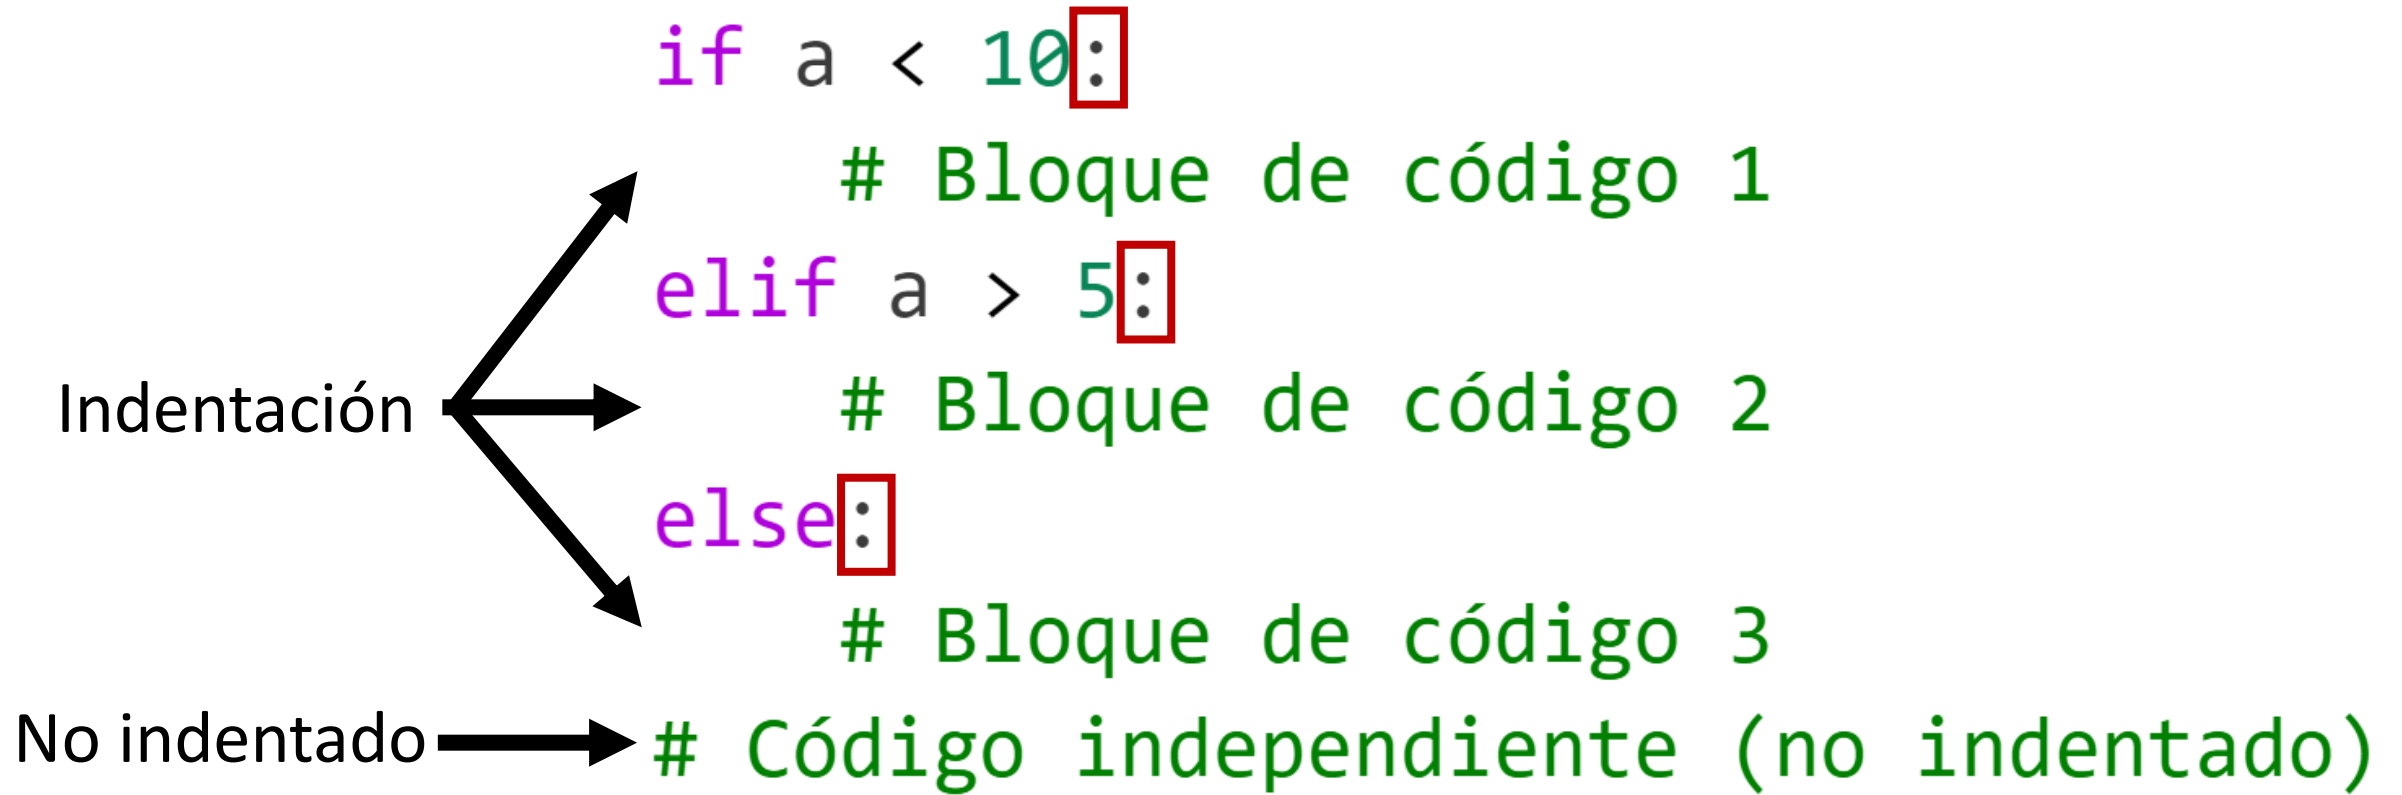 if a < 10:
# Bloque de código 1
elif a > 5:
Indentación
# Bloque de código 2
else:
# Bloque de código 3
No indentado
# Código independiente (no indentado)